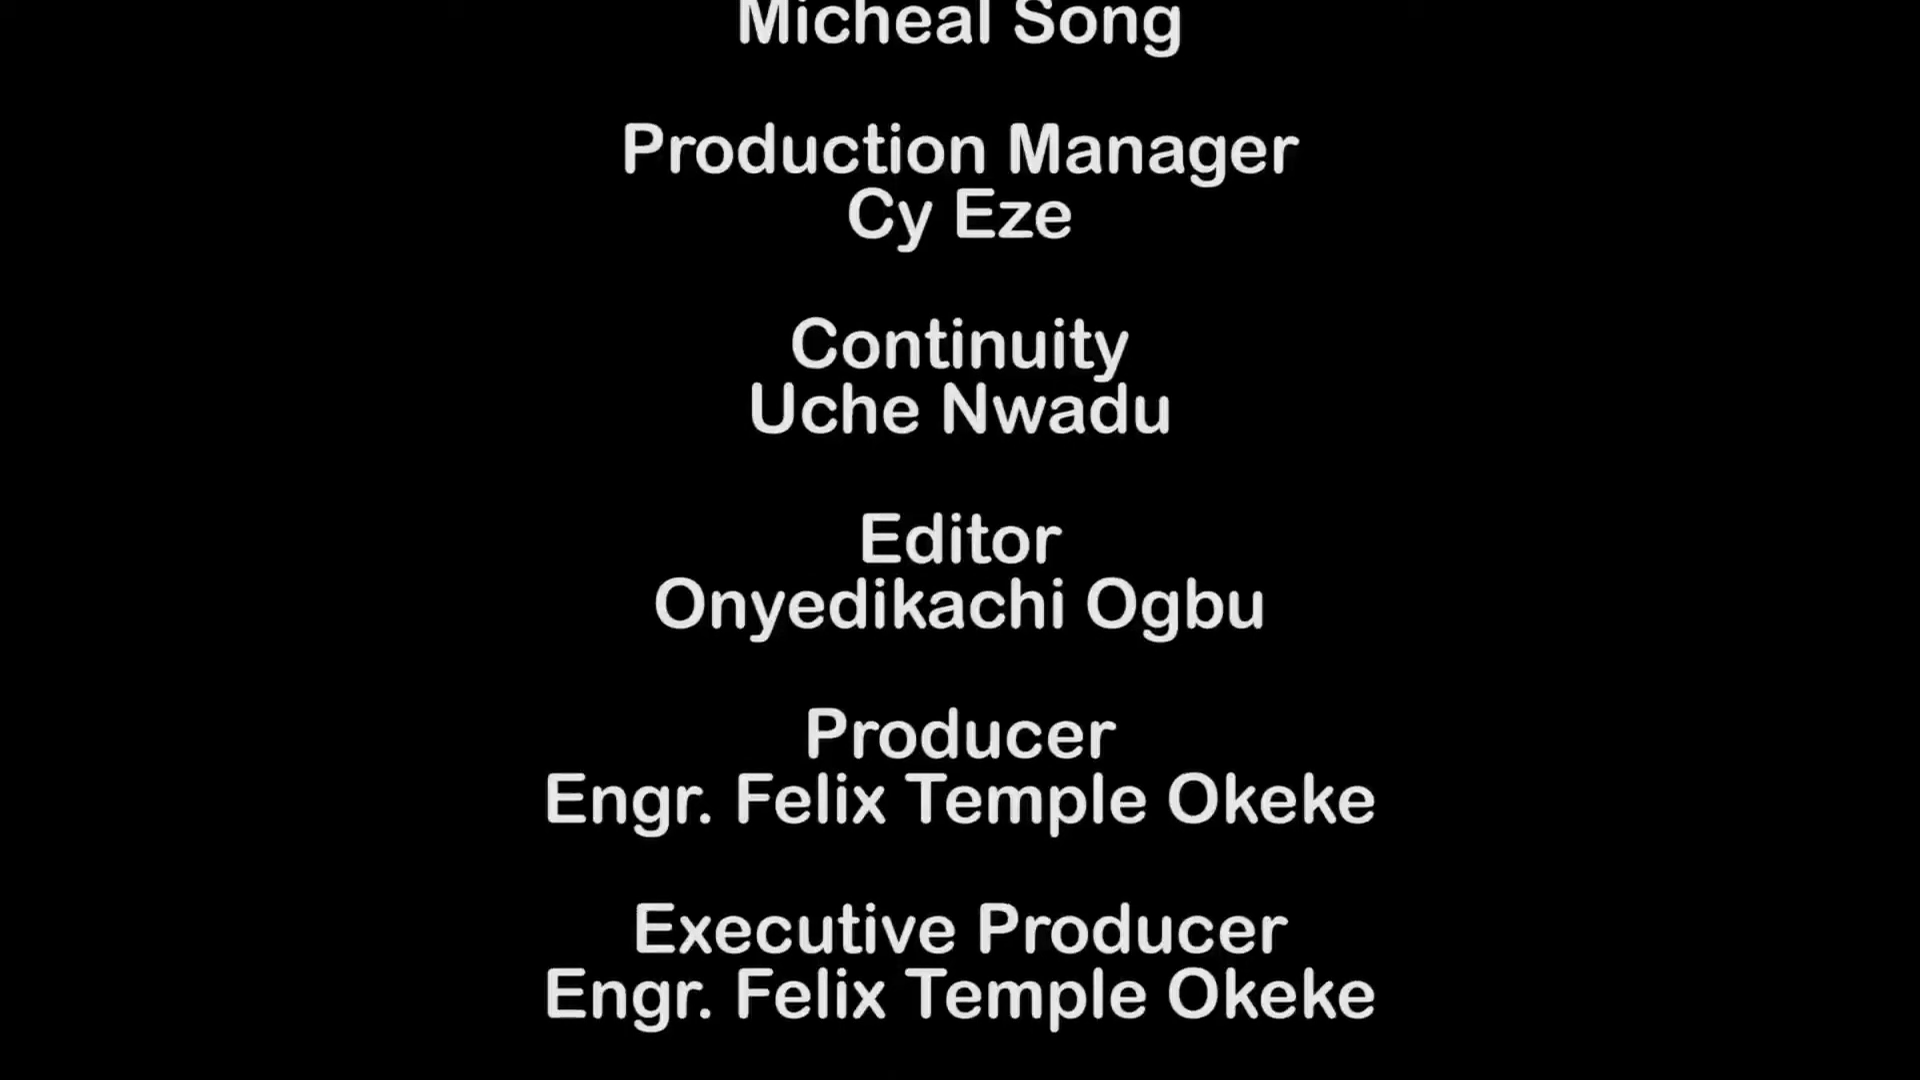 Micheal Song
Production Manager
Cy Eze
Continuity
Uche Nwadu
Editor
Onyedikachi Ogbu
Producer
Engr. Felix Temple Okeke
Executive Producer
Engr. Felix Temple Okeke